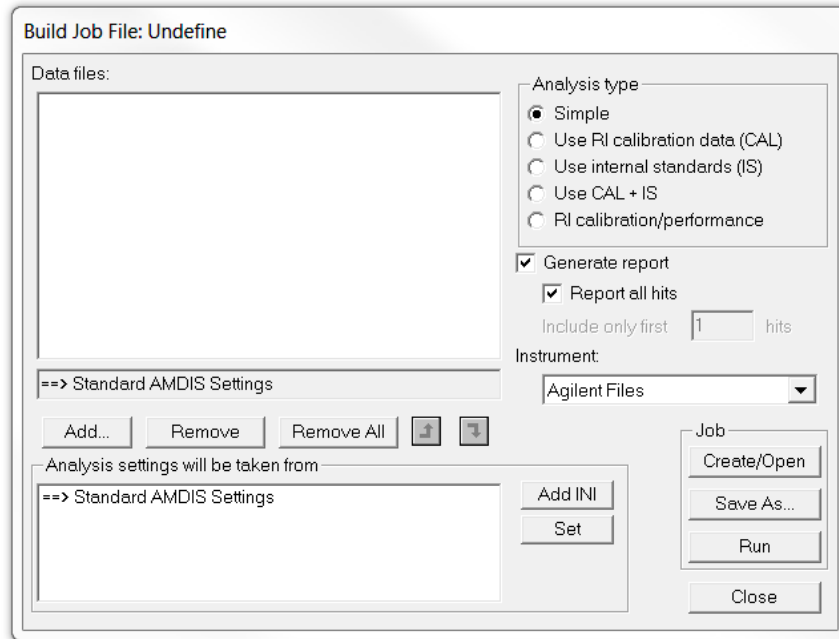 Build Job File: Undefine
Data files:
==> Standard AMDIS Settings
Add...
Remove
Remove All
Analysis settings will be taken from
==> Standard AMDIS Settings
Add INI
Set
Analysis type
Simple
Use RI calibration data (CAL)
Use internal standards (IS)
Use CAL + IS
RI calibration/performance
Generate report
Report all hits
Include only first 1 hits
Instrument:
Agilent Files
Job
Create/Open
Save As...
Run
Close